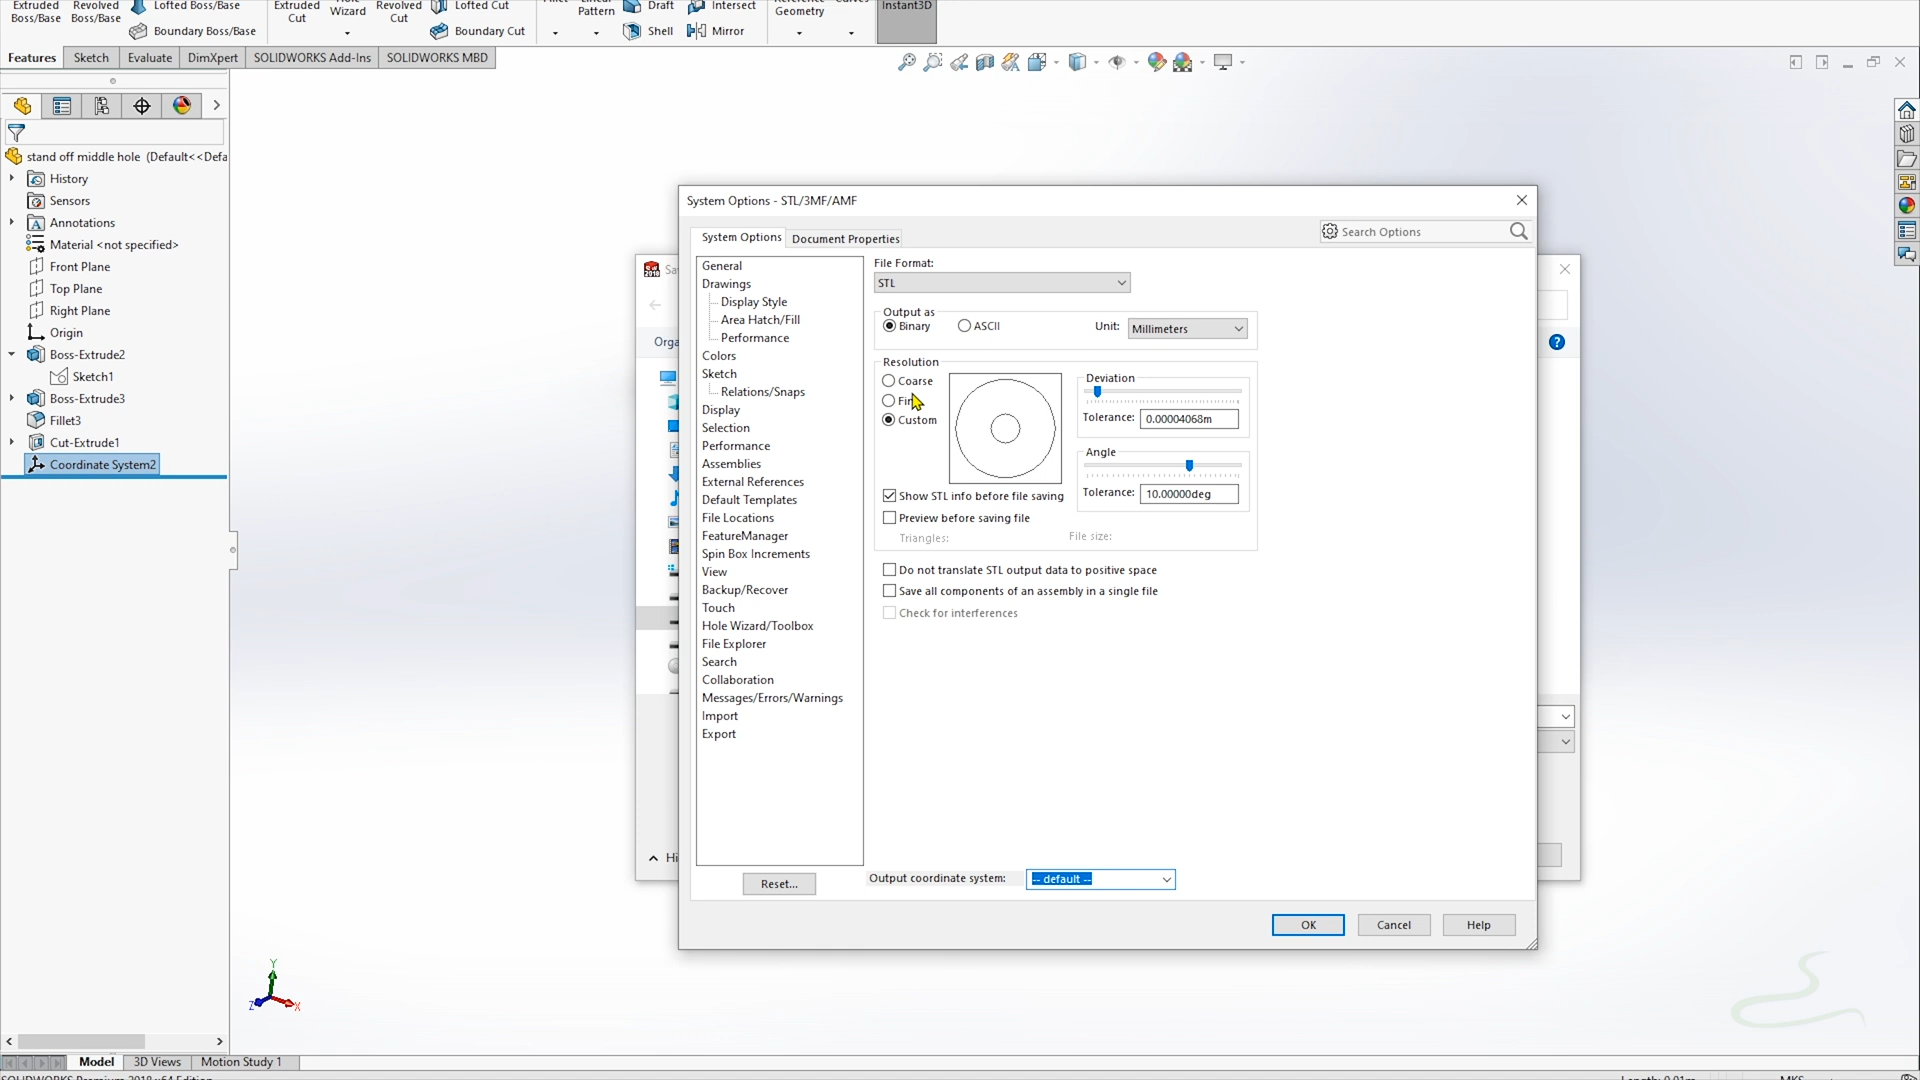 Extruded
Boss/Base
Revolved
Boss/Base
Lofted Boss/Base
Boundary Boss/Base
Extruded
Cut
Hole
Wizard
Revolved
Cut
Lofted Cut
Boundary Cut
Fillet
Linear
Pattern
Draft
Shell
Intersect
Mirror
Reference
Geometry
Curves
Instant3D
Features
Sketch
Evaluate
DimXpert
SOLIDWORKS Add-Ins
SOLIDWORKS MBD
stand off middle hole (Default<<Defa
History
Sensors
Annotations
Material <not specified>
Front Plane
Top Plane
Right Plane
Origin
Boss-Extrude2
Sketch1
Boss-Extrude3
Fillet3
Cut-Extrude1
Coordinate System2
Sa
Orga
Hi
System Options - STL/3MF/AMF
System Options
Document Properties
Search Options
General
Drawings
Display Style
Area Hatch/Fill
Performance
Colors
Sketch
Relations/Snaps
Display
Selection
Performance
Assemblies
External References
Default Templates
File Locations
FeatureManager
Spin Box Increments
View
Backup/Recover
Touch
Hole Wizard/Toolbox
File Explorer
Search
Collaboration
Messages/Errors/Warnings
Import
Export
Reset...
File Format:
STL
Output as
Binary
ASCII
Unit:
Millimeters
Resolution
Coarse
Fin
Custom
Deviation
Tolerance:
0.00004068m
Angle
Tolerance:
10.00000deg
Show STL info before file saving
Preview before saving file
Triangles:
File size:
Do not translate STL output data to positive space
Save all components of an assembly in a single file
Check for interferences
Output coordinate system:
-- default --
OK
Cancel
Help
Y
Z
X
Model
3D Views
Motion Study 1
SOLIDWORKS Premium 2018 x64 Edition
Length: 0.01m
MKS